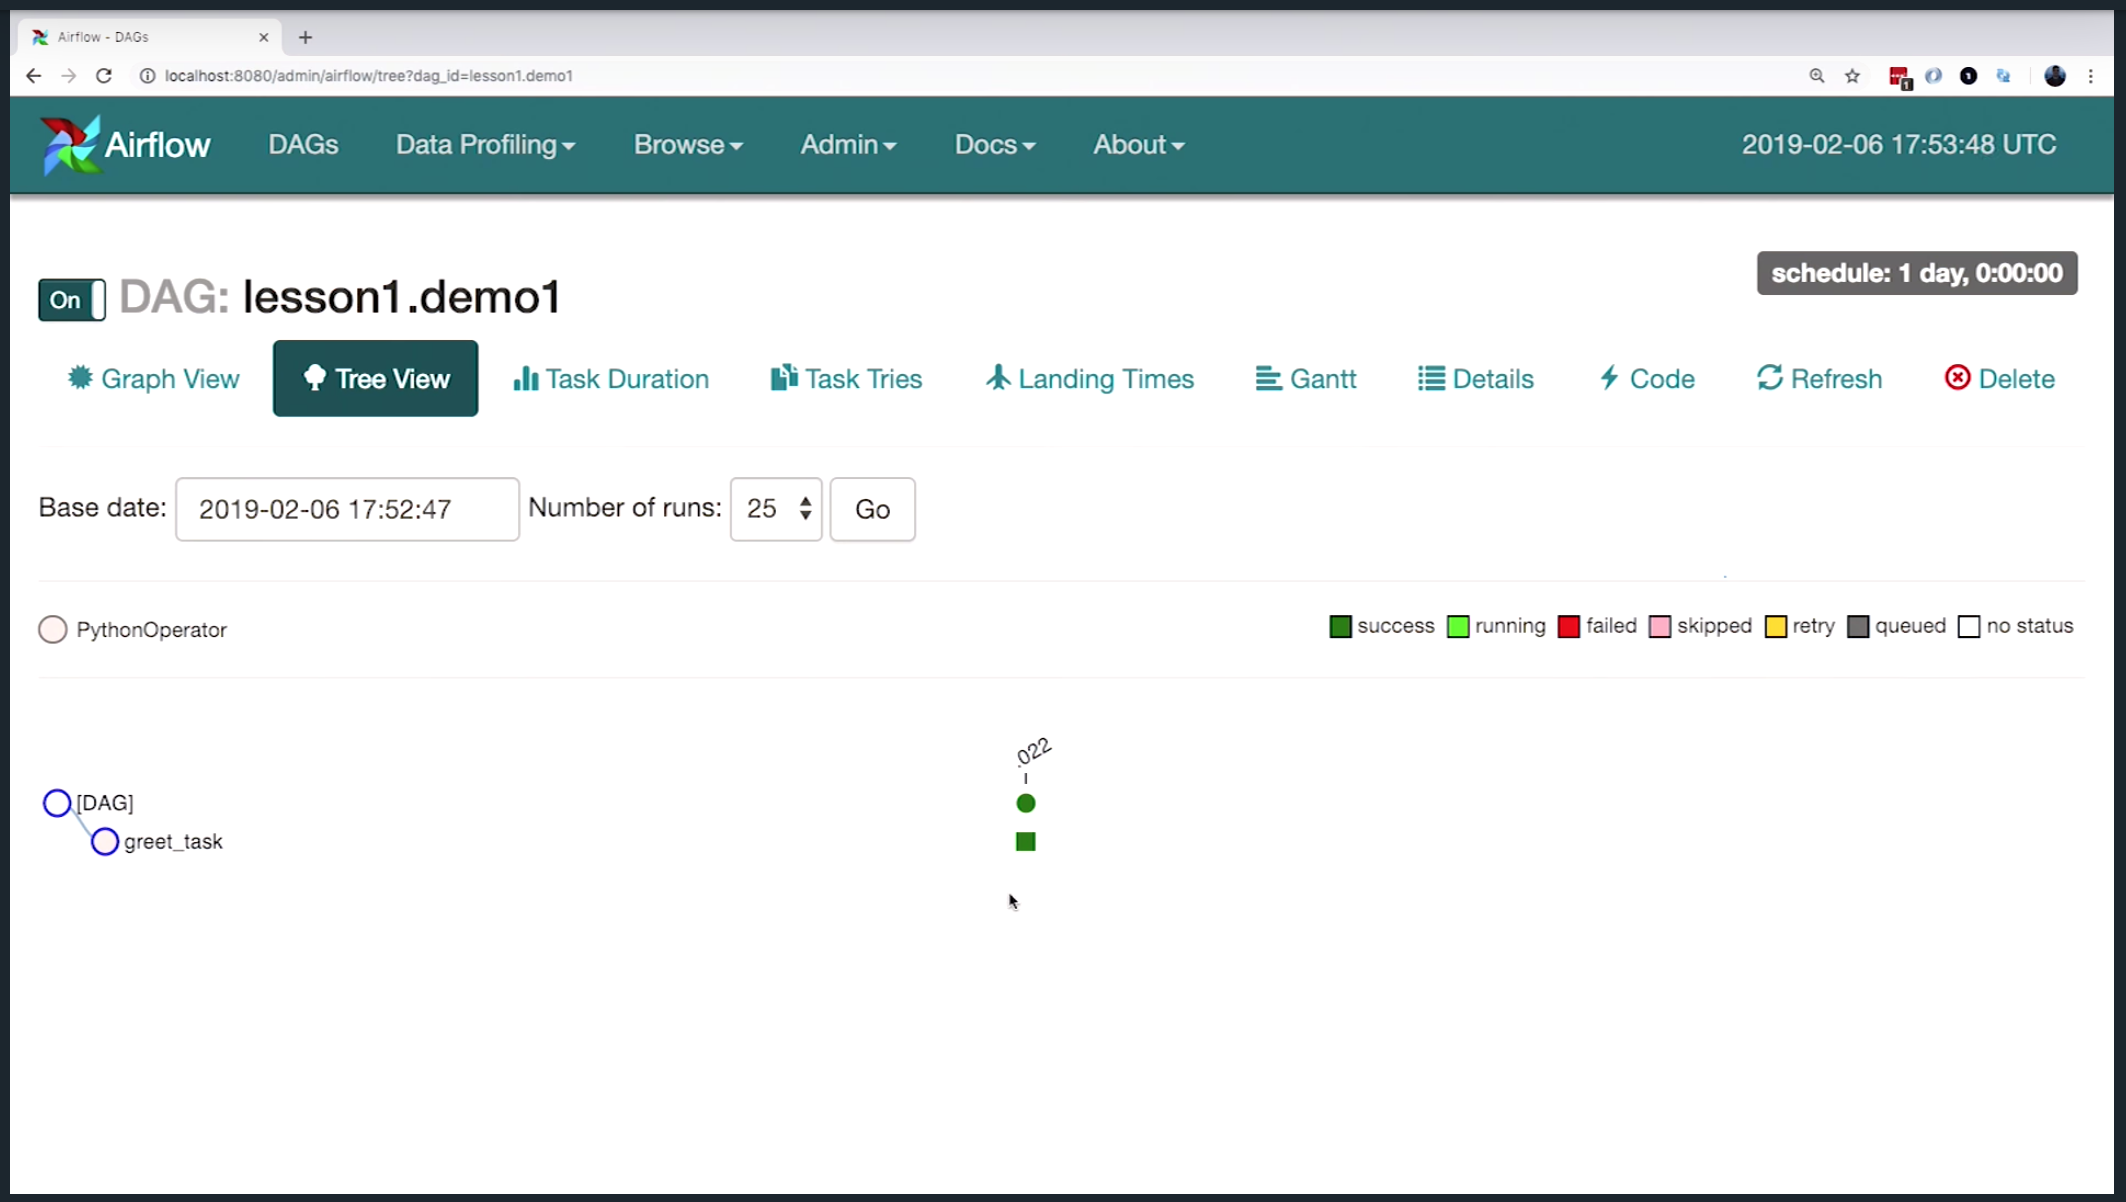 Airflow - DAGs
localhost:8080/admin/airflow/tree?dag_id=lesson1.demo1
1
Airflow DAGs Data Profiling Browse Admin Docs About 2019-02-06 17:53:48 UTC
schedule: 1 day, 0:00:00
On DAG: lesson1.demo1
Graph View Tree View Task Duration Task Tries Landing Times Gantt Details Code Refresh Delete
Base date: 2019-02-06 17:52:47 Number of runs: 25 Go
PythonOperator success running failed skipped retry queued no status
.022
[DAG]
greet_task